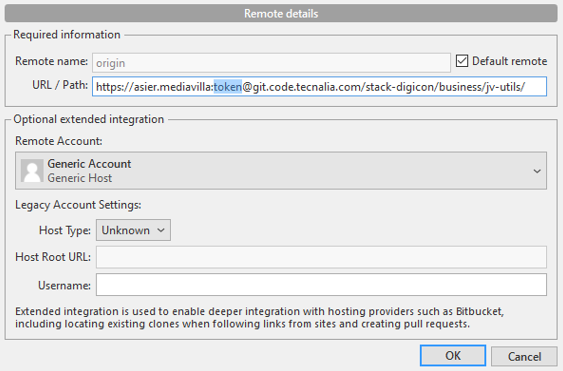 Remote details
Required information
Remote name: origin Default remote
URL / Path: https://asier.mediavilla:token@git.code.tecnalia.com/stack-digicon/business/jv-utils/
Optional extended integration
Remote Account:
Generic Account
Generic Host
Legacy Account Settings:
Host Type: Unknown
Host Root URL:
Username:
Extended integration is used to enable deeper integration with hosting providers such as Bitbucket,
including locating existing clones when following links from sites and creating pull requests.
OK Cancel